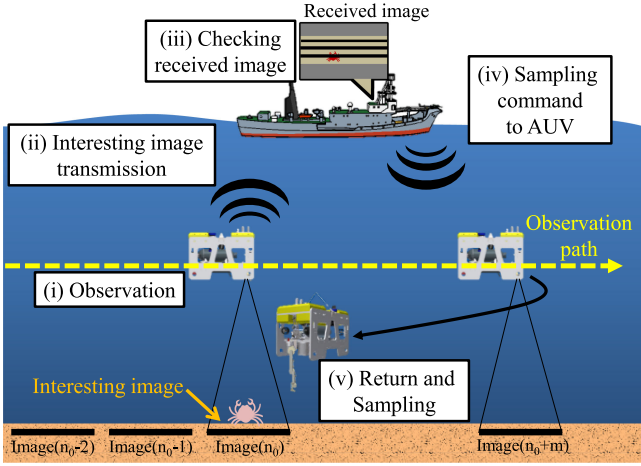 Received image
(iii) Checking
received image
(iv) Sampling
command
to AUV
(ii) Interesting image
transmission
Observation
path
(i) Observation
(v) Return and
Sampling
Interesting image
Image(n₀-2)
Image(n₀-1)
Image(n₀)
Image(n₀+m)